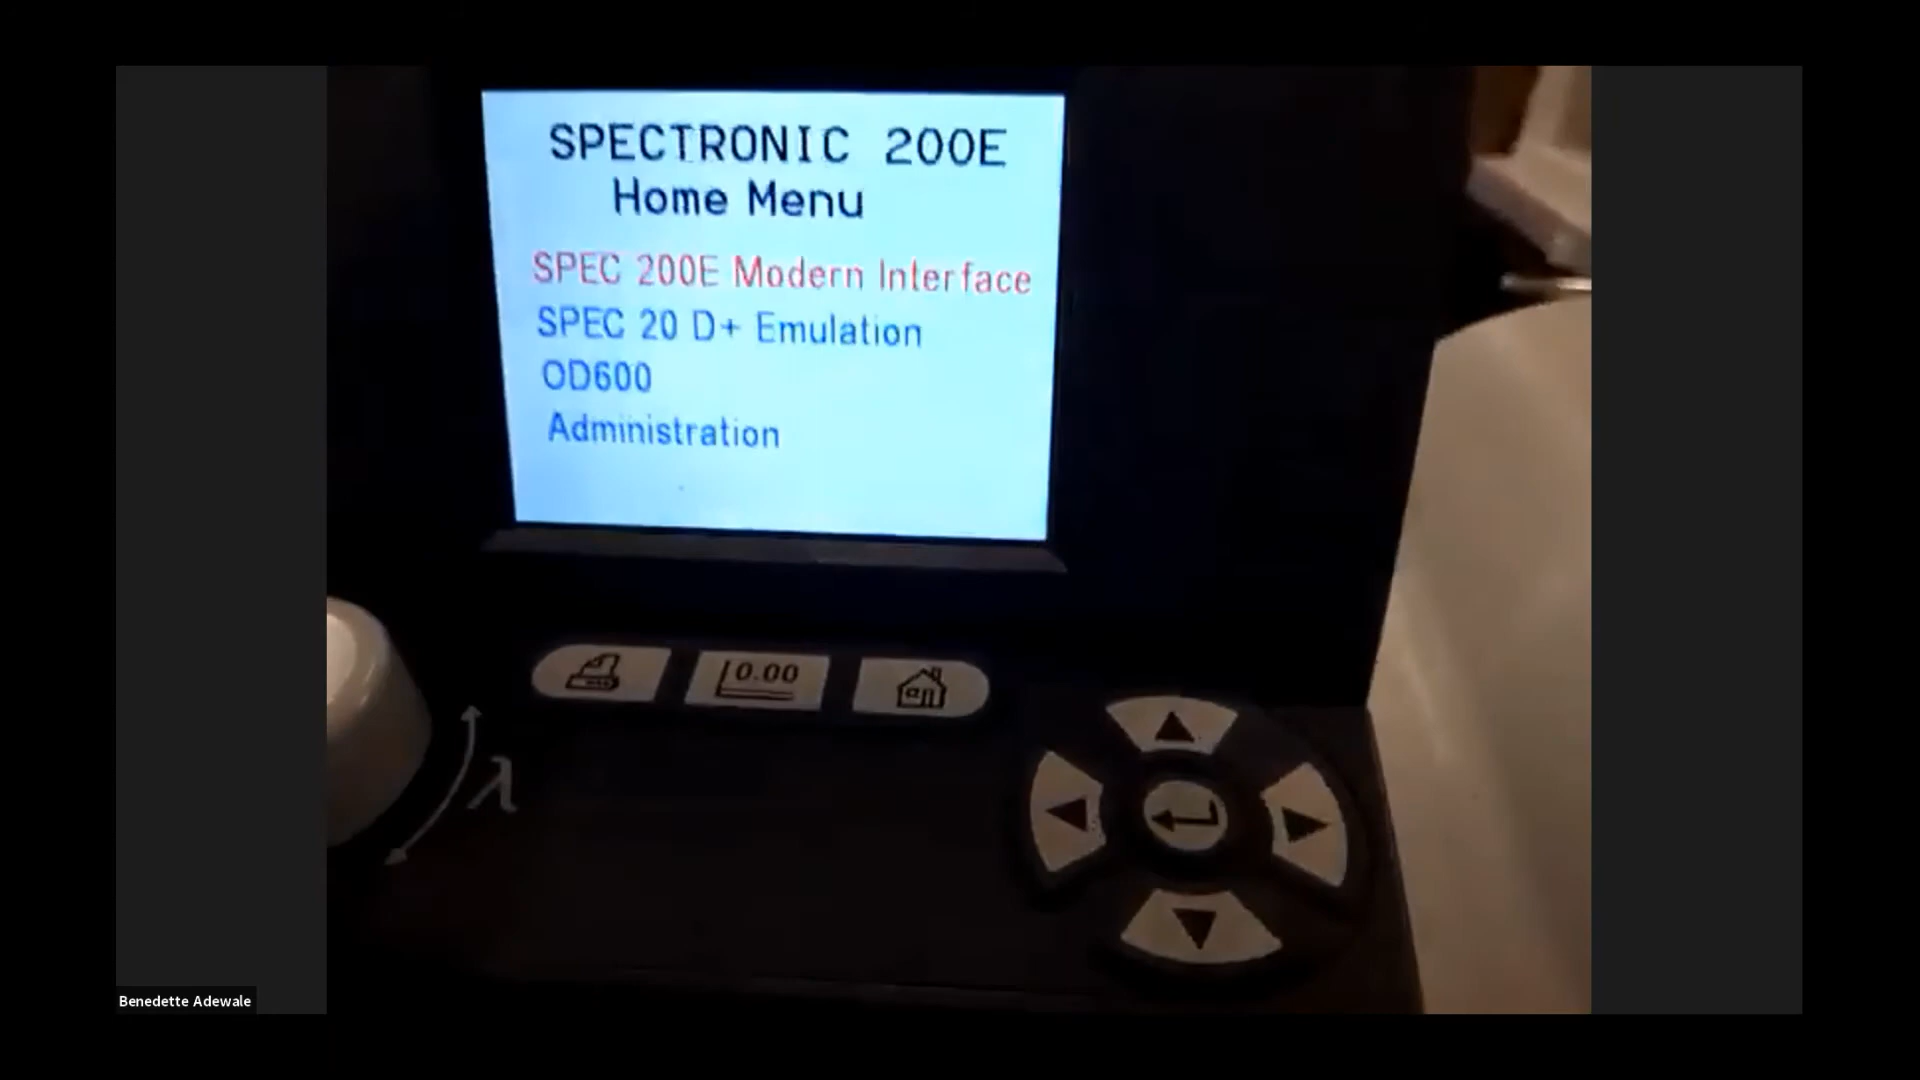 SPECTRONIC 200E
Home Menu
SPEC 200E Modern Interface
SPEC 20 D+ Emulation
OD600
Administration
0.00
λ
Benedette Adewale